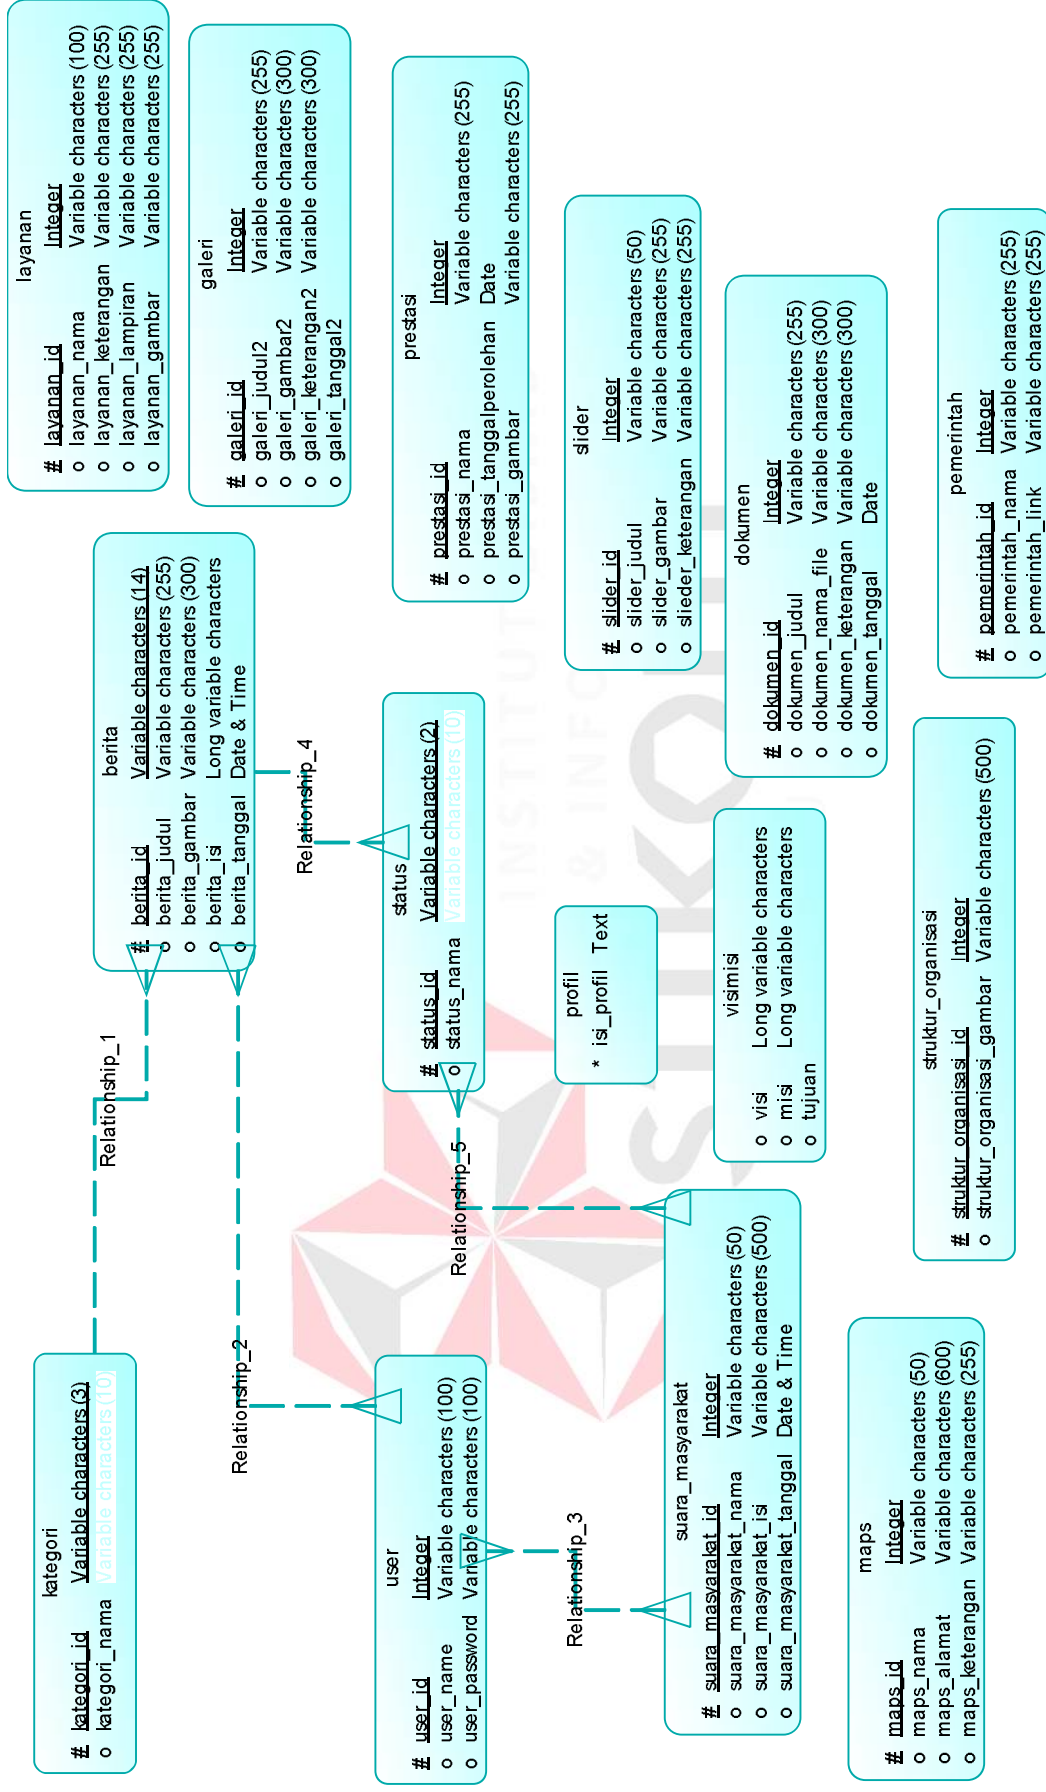 kategori
# kategori_id Variable characters (3)
o kategori_nama Variable characters (10)
Relationship_1
berita
# berita_id Variable characters (14)
o berita_judul Variable characters (255)
o berita_gambar Variable characters (300)
o berita_isi Long variable characters
o berita_tanggal Date & Time
layanan
# layanan_id Integer
o layanan_nama Variable characters (100)
o layanan_keterangan Variable characters (255)
o layanan_lampiran Variable characters (255)
o layanan_gambar Variable characters (255)
galeri
# galeri_id Integer
o galeri_judul2 Variable characters (255)
o galeri_gambar2 Variable characters (300)
o galeri_keterangan2 Variable characters (300)
o galeri_tanggal2
Relationship_2
Relationship_4
user
# user_id Integer
o user_name Variable characters (100)
o user_password Variable characters (100)
status
# status_id Variable characters (2)
o status_nama Variable characters (10)
prestasi
# prestasi_id Integer
o prestasi_nama Variable characters (255)
o prestasi_tanggalperolehan Date
o prestasi_gambar Variable characters (255)
Relationship_5
Relationship_3
profil
* isi_profil Text
slider
# slider_id Integer
o slider_judul Variable characters (50)
o slider_gambar Variable characters (255)
o sleder_keterangan Variable characters (255)
suara_masyarakat
# suara_masyarakat_id Integer
o suara_masyarakat_nama Variable characters (50)
o suara_masyarakat_isi Variable characters (500)
o suara_masyarakat_tanggal Date & Time
visimisi
o visi Long variable characters
o misi Long variable characters
o tujuan
dokumen
# dokumen_id Integer
o dokumen_judul Variable characters (255)
o dokumen_nama_file Variable characters (300)
o dokumen_keterangan Variable characters (300)
o dokumen_tanggal Date
maps
# maps_id Integer
o maps_nama Variable characters (50)
o maps_alamat Variable characters (600)
o maps_keterangan Variable characters (255)
struktur_organisasi
# struktur_organisasi_id Integer
o struktur_organisasi_gambar Variable characters (500)
pemerintah
# pemerintah_id Integer
o pemerintah_nama Variable characters (255)
o pemerintah_link Variable characters (255)
INSTITUT